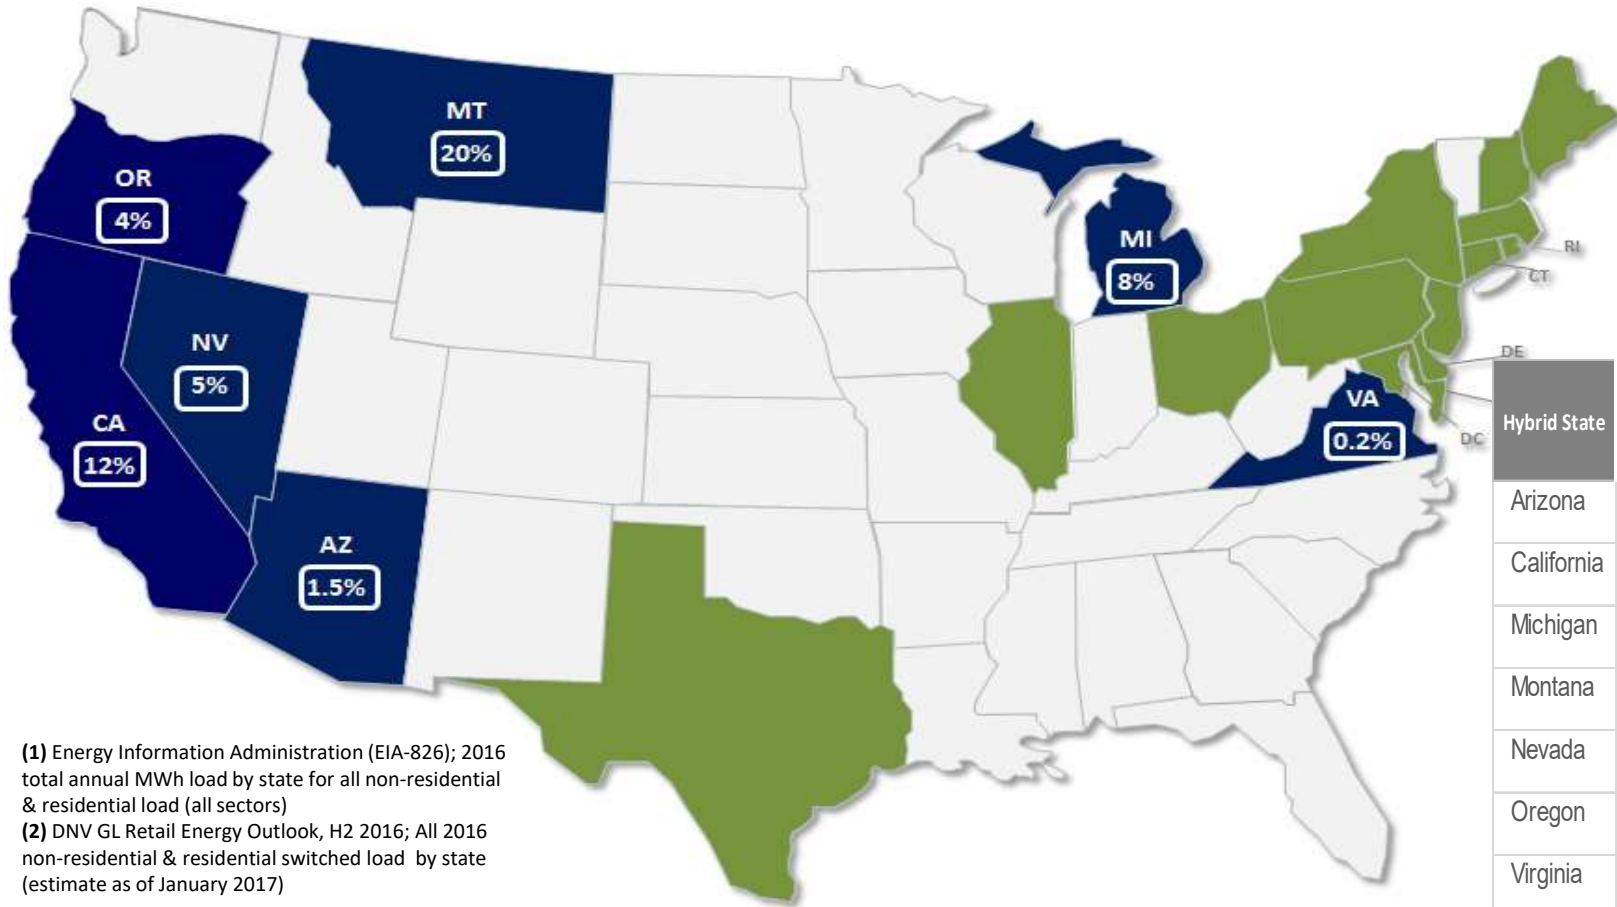 MT
20%
OR
4%
MI
8%
RI
CT
NV
5%
DE
CA
12%
VA
0.2%
DC
Hybrid State
Arizona
AZ
1.5%
California
Michigan
Montana
Nevada
Oregon
Virginia
(1) Energy Information Administration (EIA-826); 2016
total annual MWh load by state for all non-residential
& residential load (all sectors)
(2) DNV GL Retail Energy Outlook, H2 2016; All 2016
non-residential & residential switched load by state
(estimate as of January 2017)